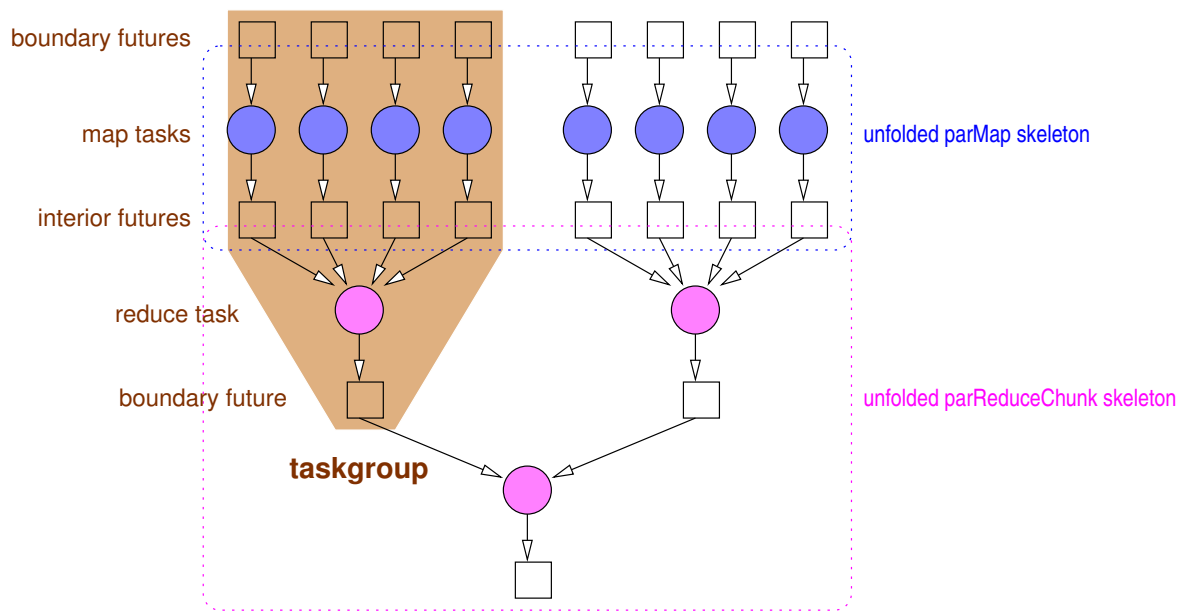 boundary futures
map tasks
unfolded parMap skeleton
interior futures
reduce task
boundary future
unfolded parReduceChunk skeleton
taskgroup